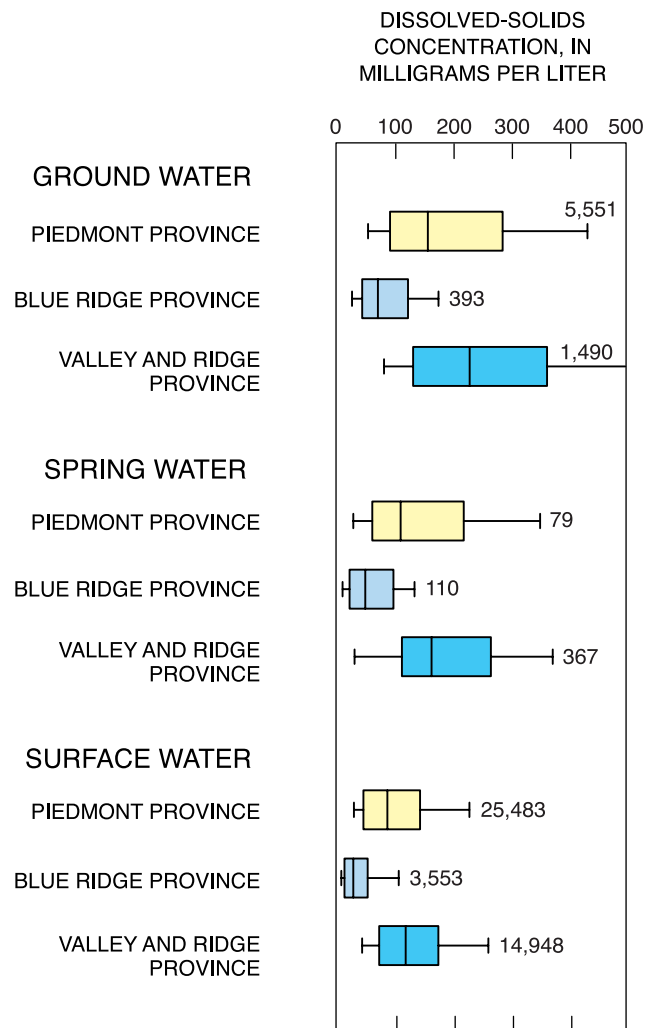 DISSOLVED-SOLIDS
CONCENTRATION, IN
MILLIGRAMS PER LITER
0 100 200 300 400 500
GROUND WATER
PIEDMONT PROVINCE
5,551
BLUE RIDGE PROVINCE
393
VALLEY AND RIDGE
PROVINCE
1,490
SPRING WATER
PIEDMONT PROVINCE
79
BLUE RIDGE PROVINCE
110
VALLEY AND RIDGE
PROVINCE
367
SURFACE WATER
PIEDMONT PROVINCE
25,483
BLUE RIDGE PROVINCE
3,553
VALLEY AND RIDGE
PROVINCE
14,948